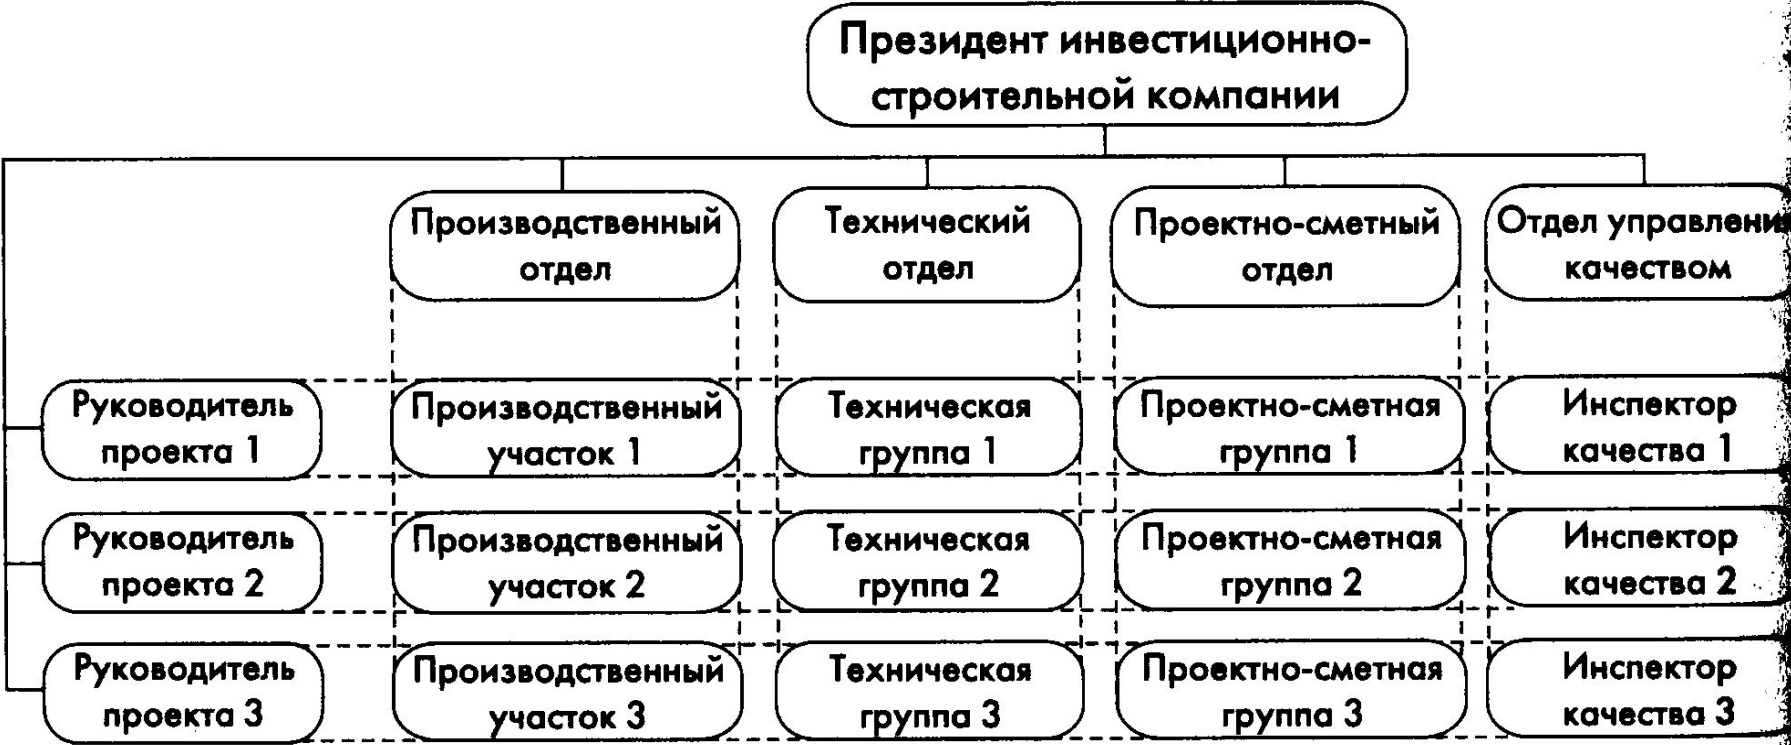 Президент инвестиционно-
строительной компании
Производственный
отдел
Технический
отдел
Проектно-сметный
отдел
Отдел управлени
качеством
Руководитель
проекта 1
Производственный
участок 1
Техническая
группа 1
Проектно-сметная
группа 1
Инспектор
качества 1
Руководитель
проекта 2
Производственный
участок 2
Техническая
группа 2
Проектно-сметная
группа 2
Инспектор
качества 2
Руководитель
проекта 3
Производственный
участок 3
Техническая
группа 3
Проектно-сметная
группа 3
Инспектор
качества 3